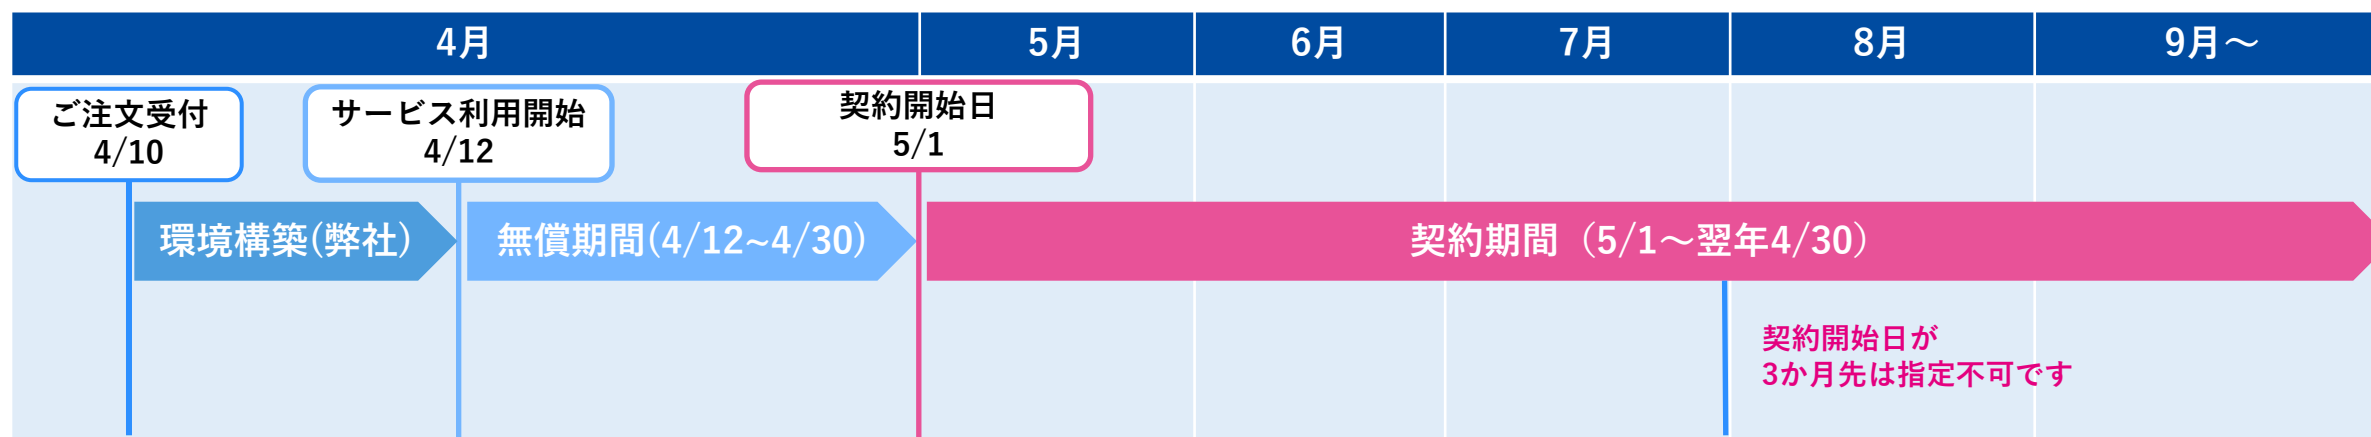 4月 5月 6月 7月 8月 9月～
ご注文受付
4/10
サービス利用開始
4/12
契約開始日
5/1
環境構築(弊社)
無償期間(4/12~4/30)
契約期間（5/1～翌年4/30）
契約開始日が
3か月先は指定不可です